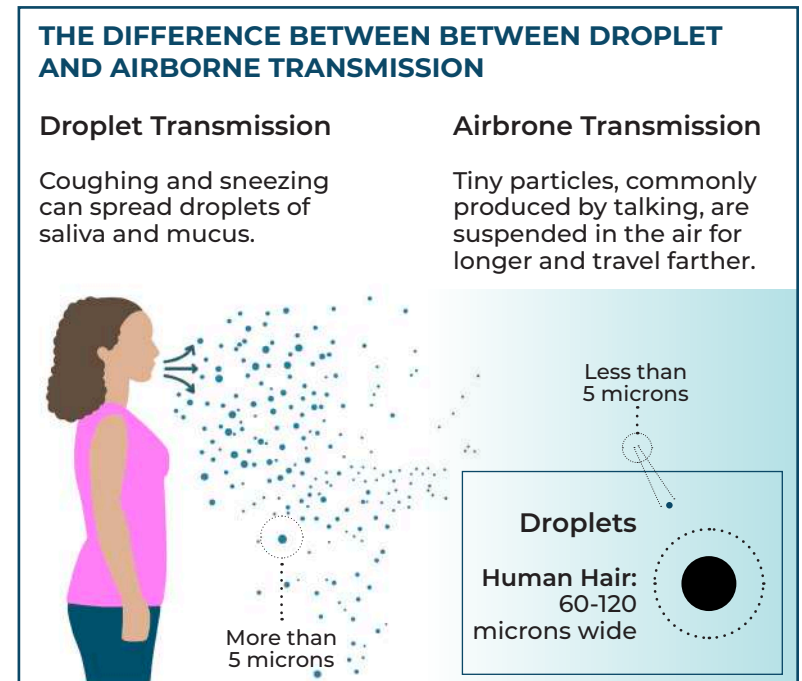 THE DIFFERENCE BETWEEN BETWEEN DROPLET
AND AIRBORNE TRANSMISSION
Droplet Transmission
Coughing and sneezing
can spread droplets of
saliva and mucus.
Airbrone Transmission
Tiny particles, commonly
produced by talking, are
suspended in the air for
longer and travel farther.
Less than
5 microns
Droplets
Human Hair:
60-120
microns wide
More than
5 microns